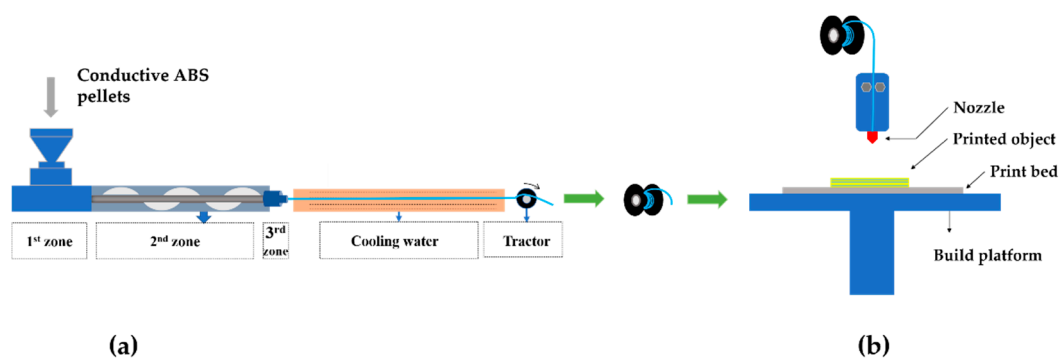 Conductive ABS
pellets
1st zone
2nd zone
3rd
zone
Cooling water
Tractor
Nozzle
Printed object
Print bed
Build platform
(a)
(b)